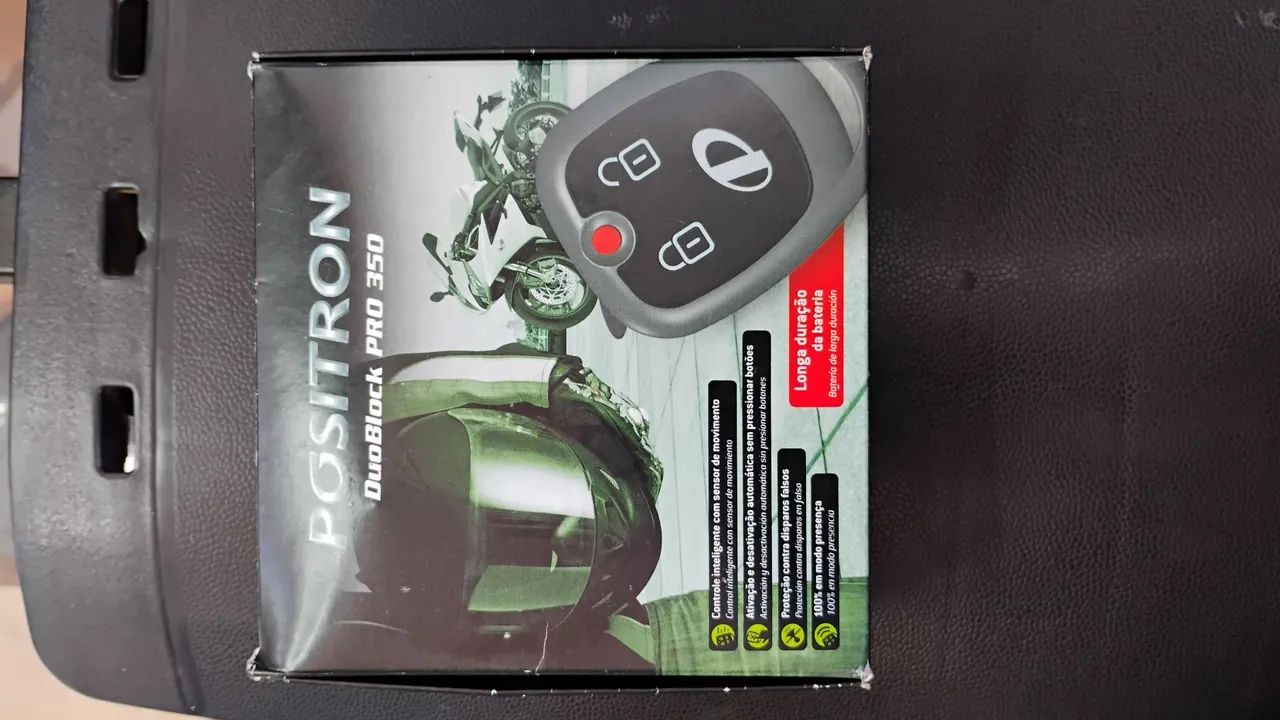 PÓSITRON
DuoBlock PRO 350
Longa duração
da bateria
Batería de larga duración
Controle inteligente com sensor de movimento
Control inteligente con sensor de movimiento
Ativação e desativação automática sem pressionar botões
Activación y desactivación automática sin presionar botones
Proteção contra disparos falsos
Protección contra disparos en falso
100% em modo presença
100% en modo presencia